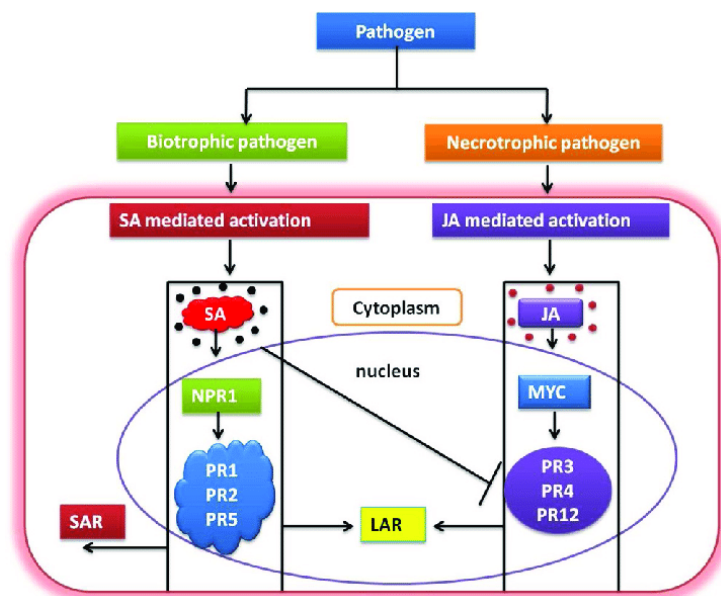 Pathogen
Biotrophic pathogen
Necrotrophic pathogen
SA mediated activation
JA mediated activation
SA
Cytoplasm
JA
nucleus
NPR1
MYC
PR1
PR2
PR5
PR3
PR4
PR12
SAR
LAR